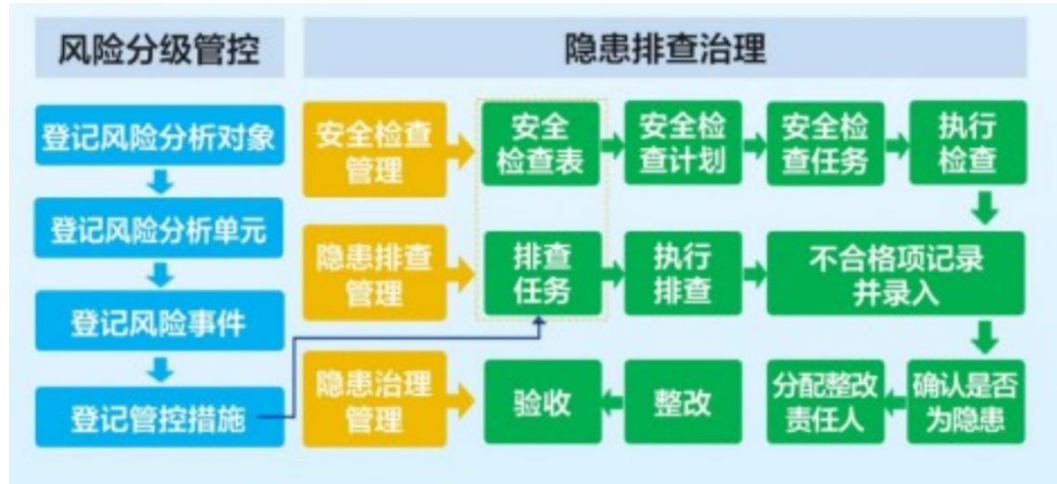 风险分级管控
隐患排查治理
登记风险分析对象
登记风险分析单元
登记风险事件
登记管控措施
安全检查
管理
安全
检查表
安全检
查计划
安全检
查任务
执行
检查
隐患排查
管理
排查
任务
执行
排查
不合格项记录
并录入
隐患治理
管理
验收
整改
分配整改
责任人
确认是否
为隐患